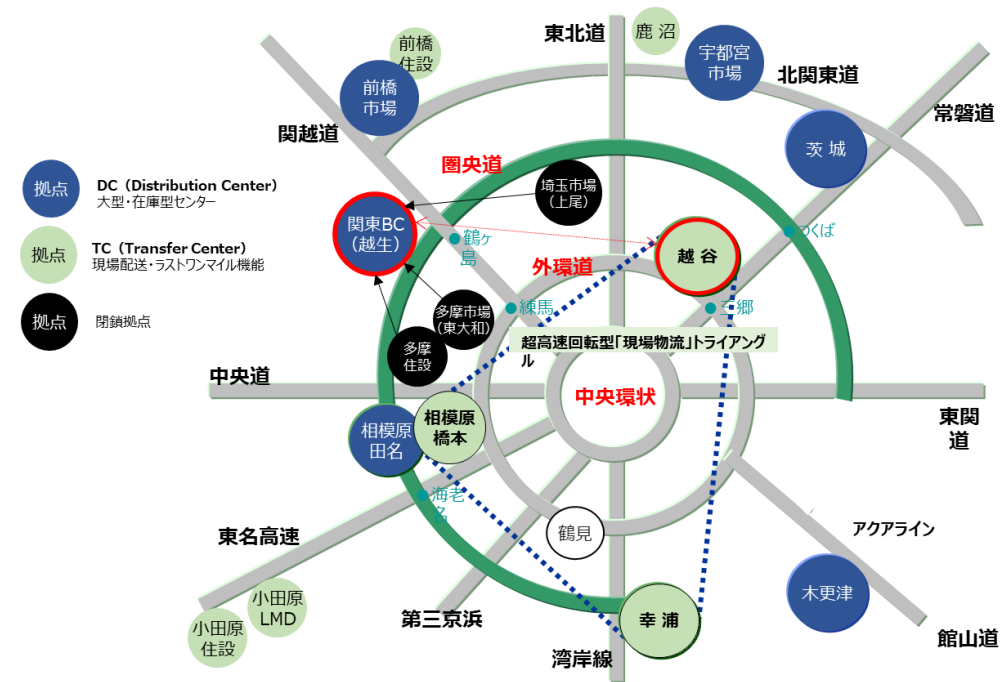 東北道
鹿 沼
前橋
住設
宇都宮
市場
北関東道
前橋
市場
常磐道
関越道
茨 城
圏央道
埼玉市場
(上尾)
拠点
DC(Distribution Center)
大型・在庫型センター
関東BC
(越生)
鶴ヶ
島
つくば
拠点
TC(Transfer Center)
現場配送・ラストワンマイル機能
外環道
越 谷
拠点
閉鎖拠点
多摩市場
(東大和)
練馬
三郷
超高速回転型「現場物流」トライアング
ル
多摩
住設
中央道
中央環状
相模原
橋本
東関
道
相模原
田名
海老
名
東名高速
鶴見
アクアライン
小田原
LMD
木更津
小田原
住設
第三京浜
幸 浦
館山道
湾岸線